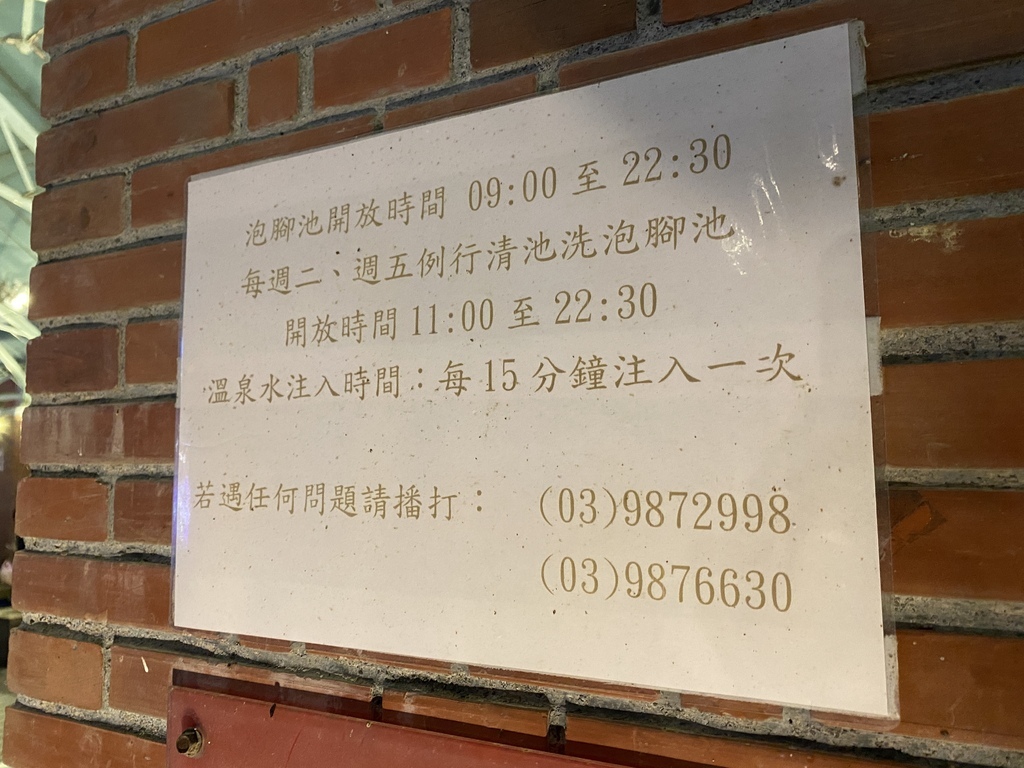 泡腳池開放時間 09:00 至 22:30
每週二、週五例行清池洗泡腳池
開放時間 11:00 至 22:30
溫泉水注入時間：每 15 分鐘注入一次
若遇任何問題請播打： (03)9872998
(03)9876630